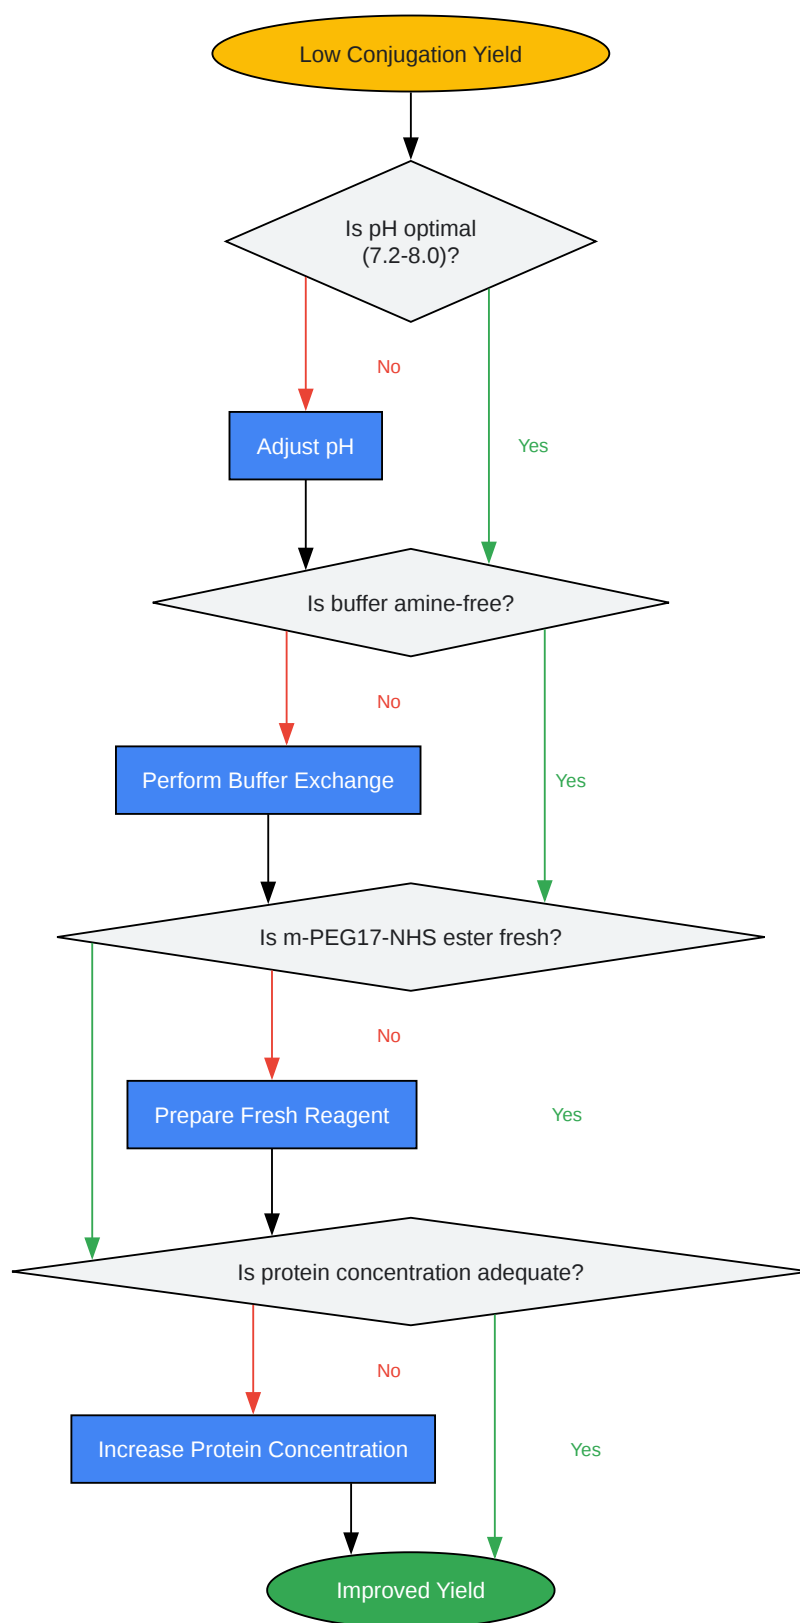 Low Conjugation Yield
Is pH optimal
(7.2-8.0)?
No
Adjust pH
Yes
Is buffer amine-free?
No
Perform Buffer Exchange
Yes
Is m-PEG17-NHS ester fresh?
No
Prepare Fresh Reagent
Yes
Is protein concentration adequate?
No
Increase Protein Concentration
Yes
Improved Yield